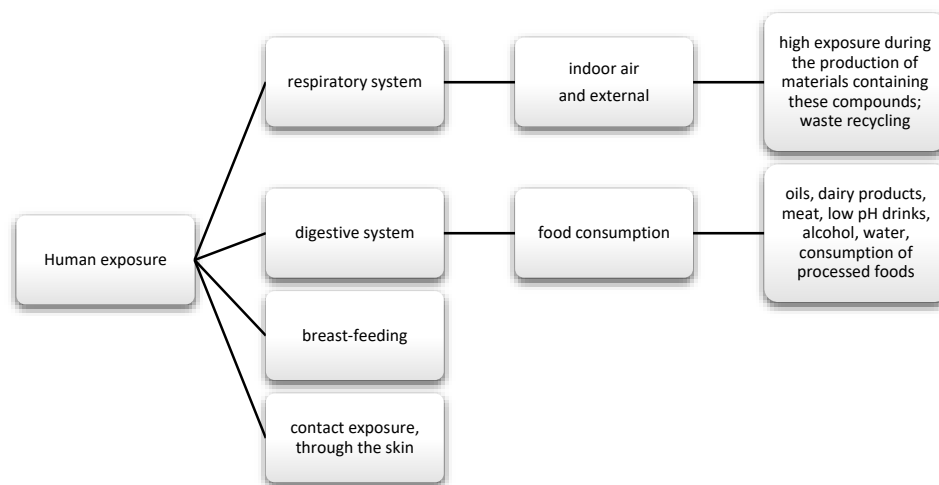 Human exposure
respiratory system
indoor air
and external
high exposure during
the production of
materials containing
these compounds;
waste recycling
digestive system
food consumption
oils, dairy products,
meat, low pH drinks,
alcohol, water,
consumption of
processed foods
breast-feeding
contact exposure,
through the skin